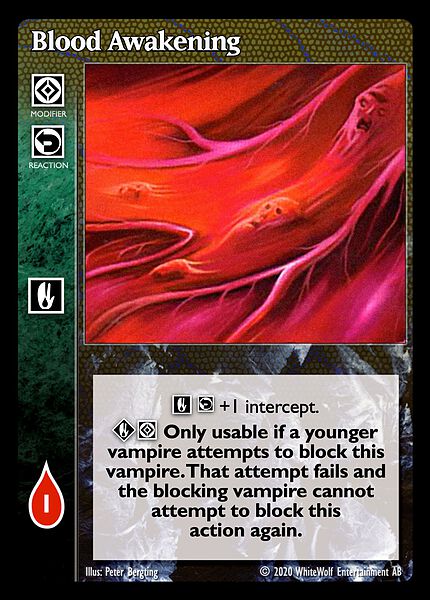 Blood Awakening
MODIFIER
REACTION
+1 intercept.
Only usable if a younger
vampire attempts to block this
vampire. That attempt fails and
the blocking vampire cannot
attempt to block this
action again.
1
Illus: Peter Bergting © 2020 WhiteWolf Entertainment AB